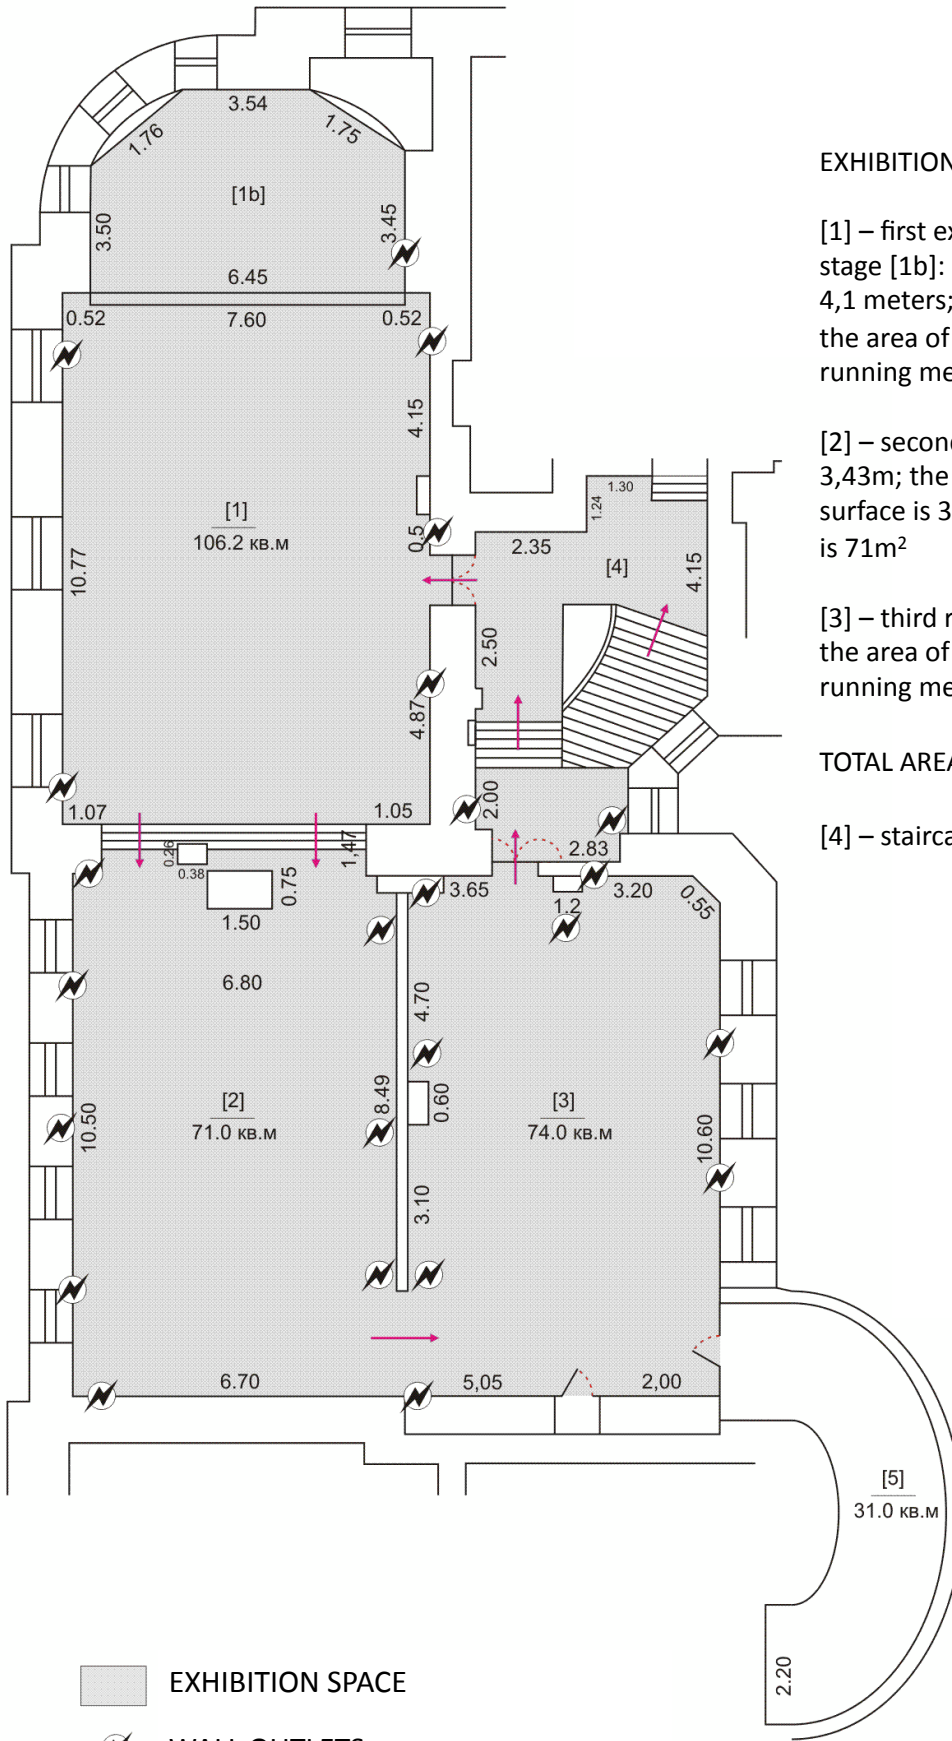 3.54
1.76
1.75
[1b]
3.50
3.45
6.45
0.52
7.60
0.52
4.15
[1]
106.2 кв.м
0.5
10.77
4.87
1.07
1.05
1.30
1.24
2.35
[4]
4.15
2.50
2.00
2.83
1,47
0.26
0.38
0.75
1.50
3.65
1.2
3.20
0.55
6.80
4.70
[2]
71.0 кв.м
8.49
0.60
[3]
74.0 кв.м
10.50
10.60
3.10
6.70
5,05
2,00
[5]
31.0 кв.м
2.20
EXHIBITION
[1] – first ex
stage [1b]:
4,1 meters;
the area of
running me
[2] – second
3,43m; the
surface is 3
is 71m²
[3] – third r
the area of
running me
TOTAL AREA
[4] – stairca
EXHIBITION SPACE
WALL OUTLETS